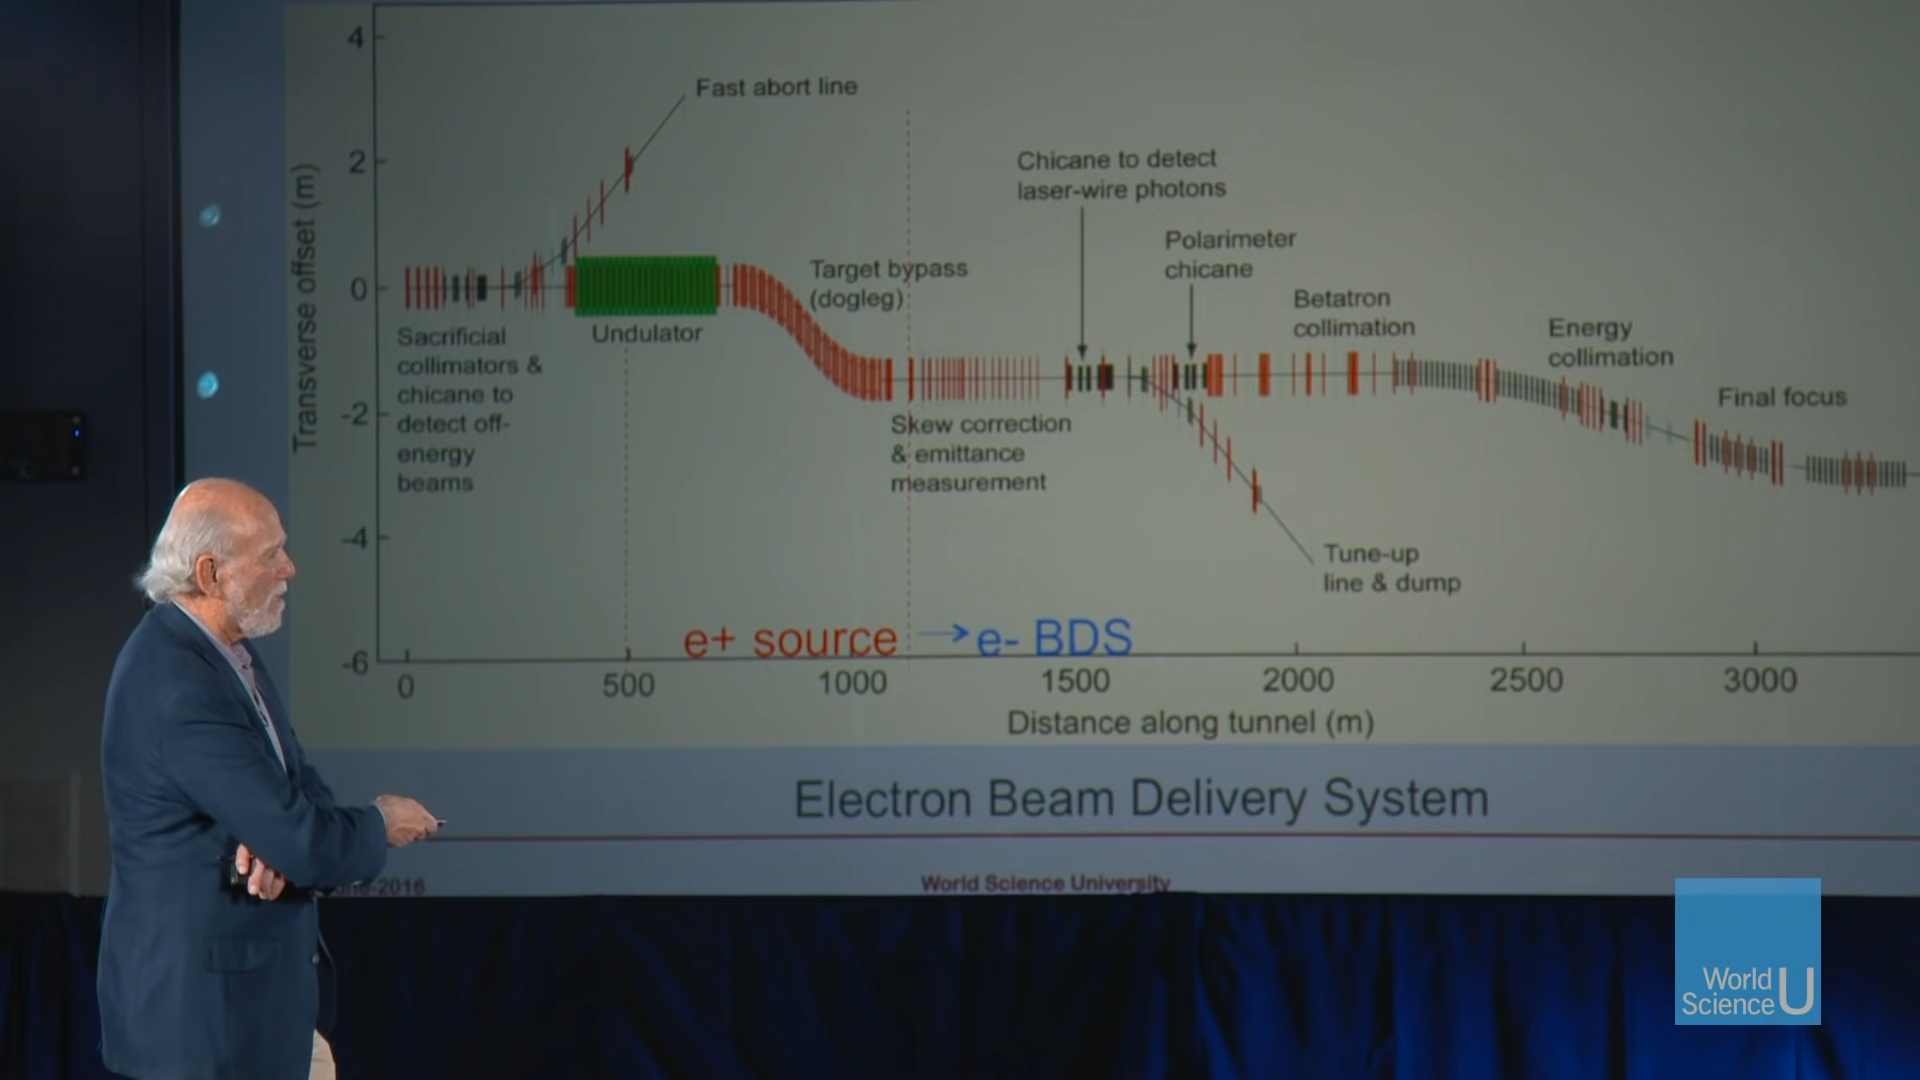 4
2
0
-2
-4
-6
Transverse offset (m)
Fast abort line
Chicane to detect
laser-wire photons
Polarimeter
chicane
Target bypass
(dogleg)
Betatron
collimation
Energy
collimation
Final focus
Sacrificial
collimators &
chicane to
detect off-
energy
beams
Undulator
Skew correction
& emittance
measurement
Tune-up
line & dump
e+ source
e- BDS
0 500 1000 1500 2000 2500 3000
Distance along tunnel (m)
Electron Beam Delivery System
-2016
World Science University
World
Science U